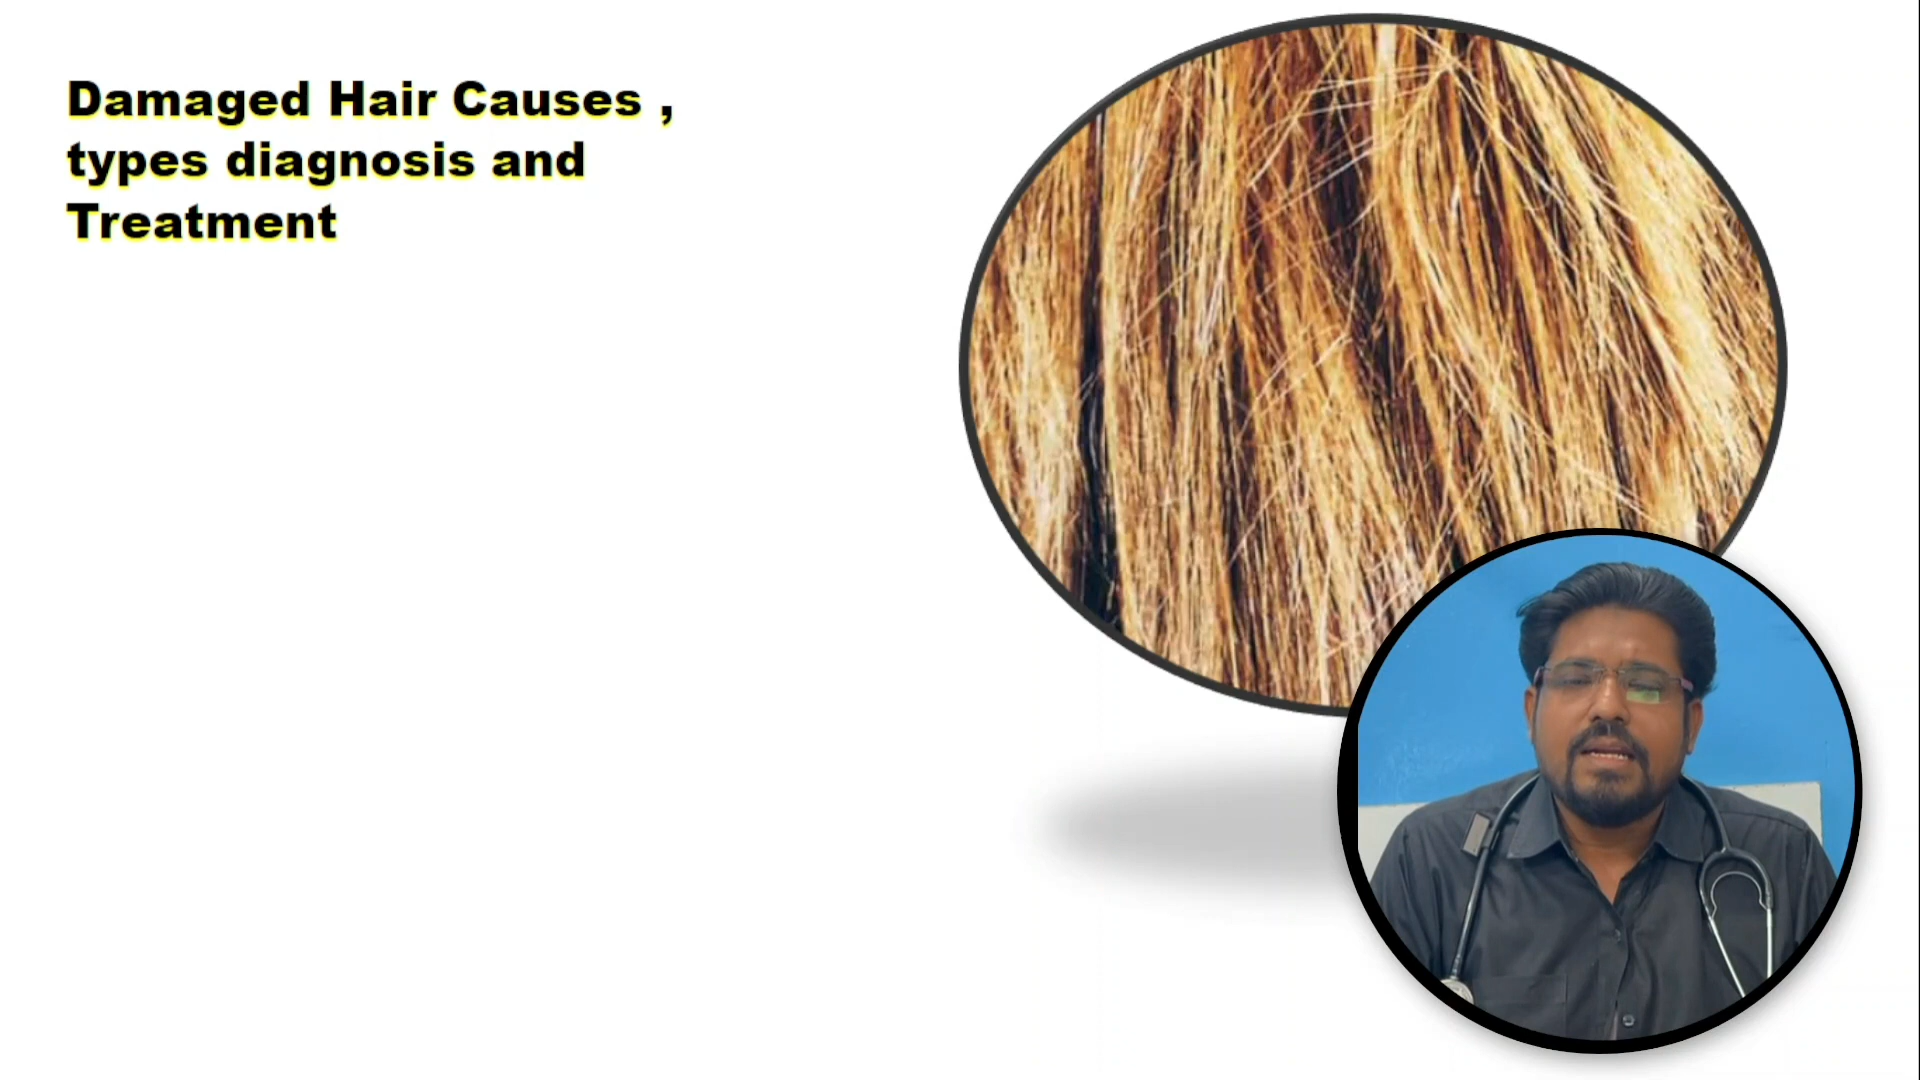 Damaged Hair Causes ,
types diagnosis and
Treatment